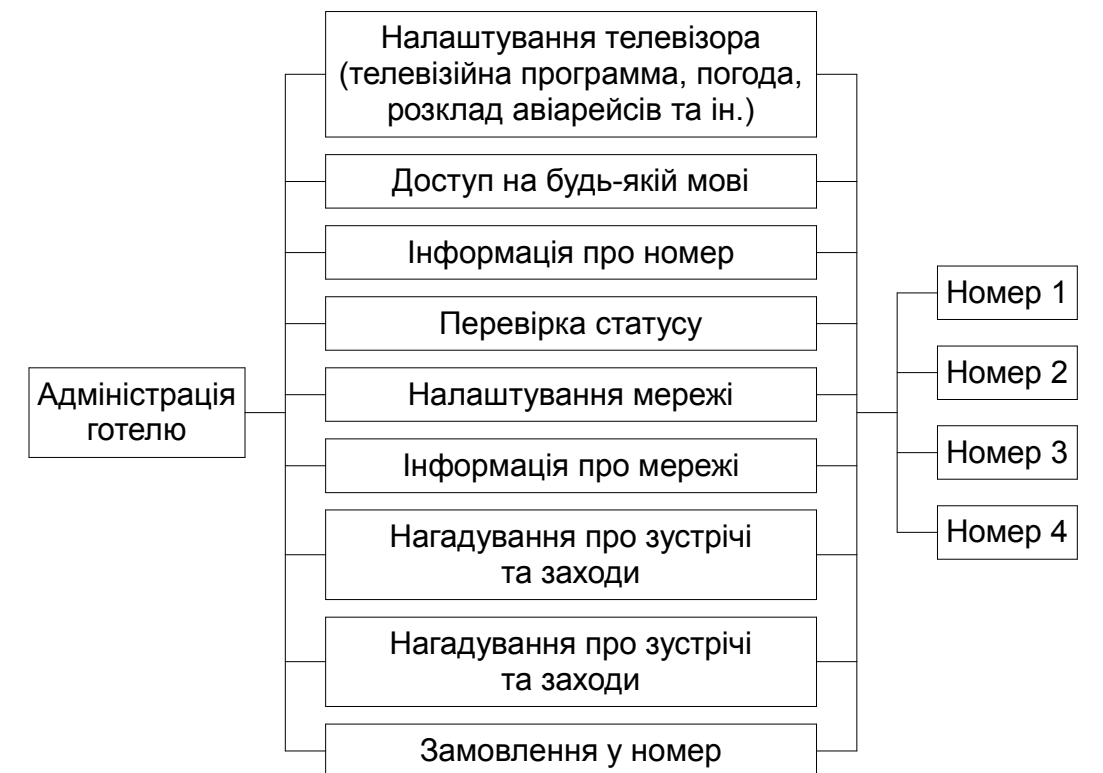 Налаштування телевізора
(телевізійна программа, погода,
розклад авіарейсів та ін.)
Доступ на будь-якій мові
Інформація про номер
Перевірка статусу
Налаштування мережі
Інформація про мережі
Нагадування про зустрічі
та заходи
Нагадування про зустрічі
та заходи
Замовлення у номер
Адміністрація
готелю
Номер 1
Номер 2
Номер 3
Номер 4